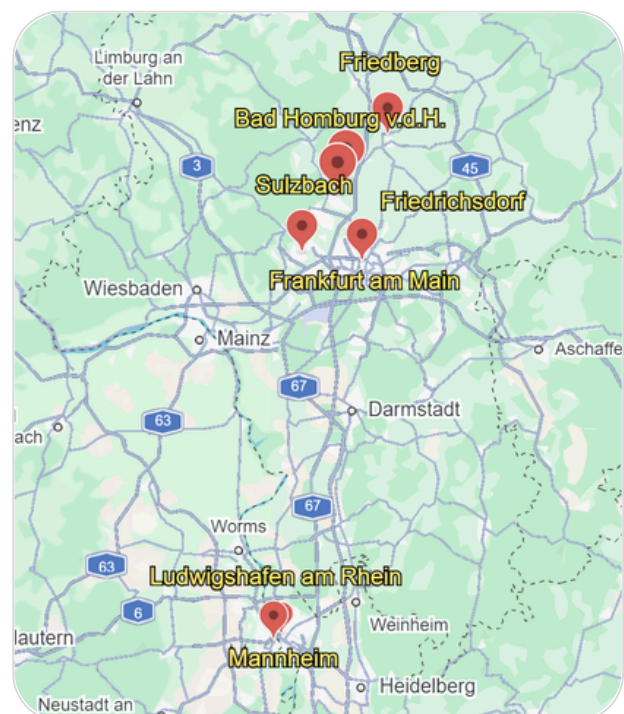 Friedberg
Limburg an
der Lahn
enz
Bad Homburg v.d.H.
3
45
Sulzbach
Friedrichsdorf
Frankfurt am Main
Wiesbaden
Mainz
Aschaffe
67
Darmstadt
63
ach
67
Worms
63
Ludwigshafen am Rhein
6
Weinheim
lautern
Mannheim
Heidelberg
Neustadt an